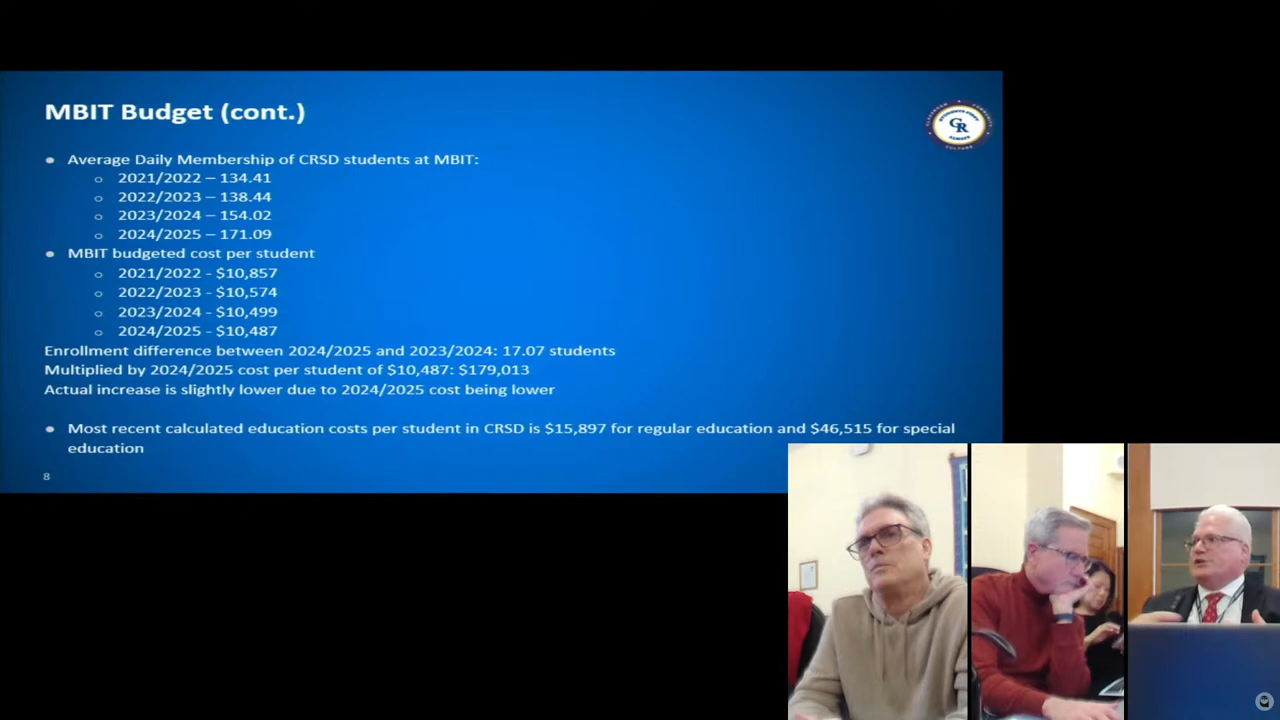 MBIT Budget (cont.)
GR
● Average Daily Membership of CRSD students at MBIT:
○ 2021/2022 – 134.41
○ 2022/2023 – 138.44
○ 2023/2024 – 154.02
○ 2024/2025 – 171.09
● MBIT budgeted cost per student
○ 2021/2022 - $10,857
○ 2022/2023 - $10,574
○ 2023/2024 - $10,499
○ 2024/2025 - $10,487
Enrollment difference between 2024/2025 and 2023/2024: 17.07 students
Multiplied by 2024/2025 cost per student of $10,487: $179,013
Actual increase is slightly lower due to 2024/2025 cost being lower
● Most recent calculated education costs per student in CRSD is $15,897 for regular education and $46,515 for special
education
8